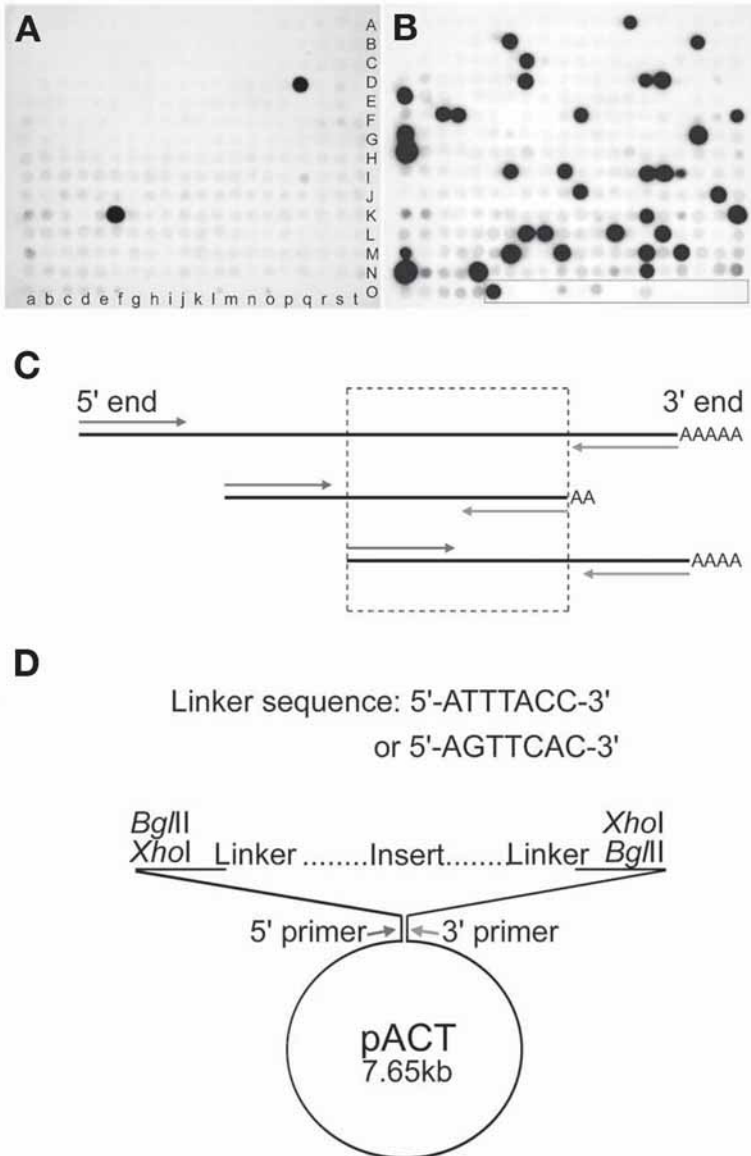 A
B
A
B
C
D
E
F
G
H
I
J
K
L
M
N
O
a b c d e f g h i j k l m n o p q r s t
C
5' end 3' end
AAAAA
AA
AAAA
D
Linker sequence: 5'-ATTTACC-3'
or 5'-AGTTCAC-3'
BglII XhoI
XhoI Linker ........Insert.......Linker BglII
5' primer 3' primer
pACT
7.65kb